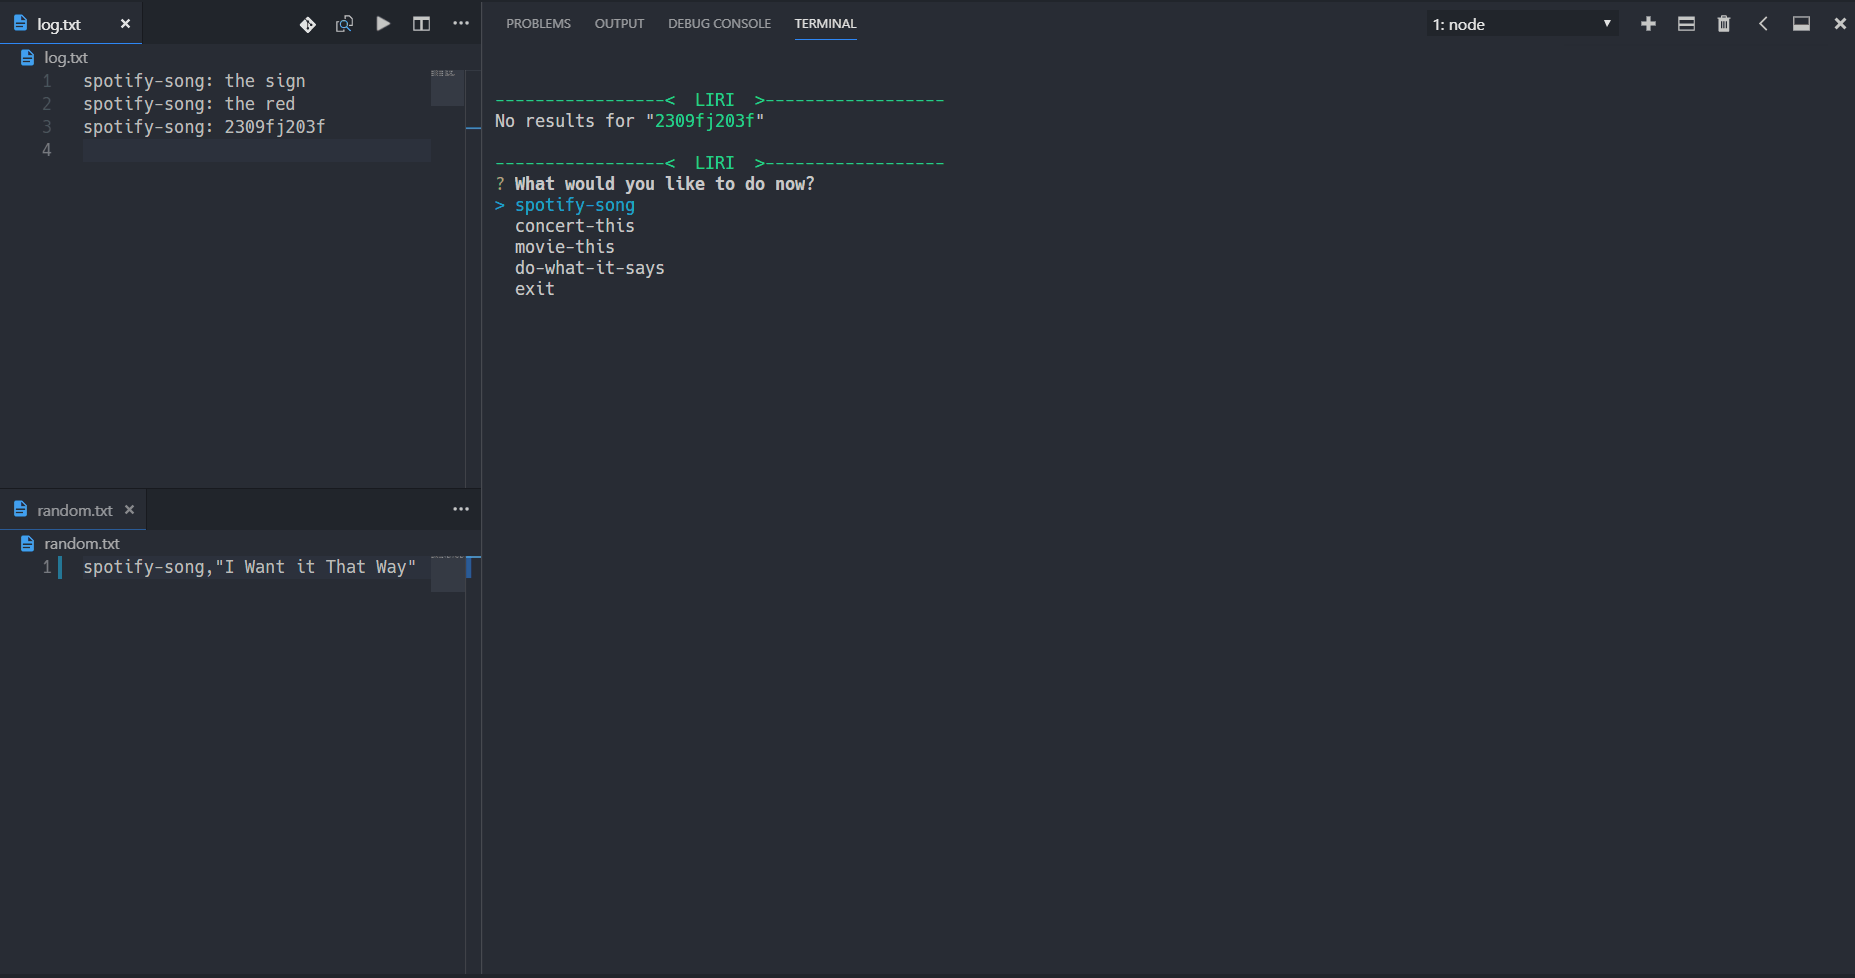 log.txt
log.txt
1 spotify-song: the sign
2 spotify-song: the red
3 spotify-song: 2309fj203f
4
random.txt
random.txt
1 spotify-song,"I Want it That Way"
PROBLEMS OUTPUT DEBUG CONSOLE TERMINAL
1: node
-----------------< LIRI >------------------
No results for "2309fj203f"
-----------------< LIRI >------------------
? What would you like to do now?
> spotify-song
concert-this
movie-this
do-what-it-says
exit